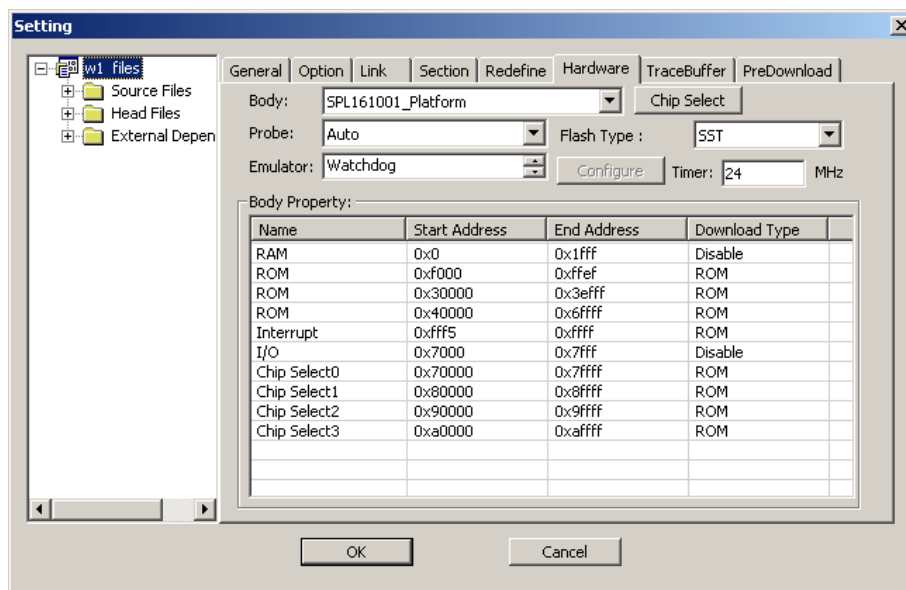 Setting
w1 files
Source Files
Head Files
External Depen
General Option Link Section Redefine Hardware TraceBuffer PreDownload
Body: SPL161001_Platform Chip Select
Probe: Auto Flash Type : SST
Emulator: Watchdog Configure Timer: 24 MHz
Body Property:
Name Start Address End Address Download Type
RAM 0x0 0x1fff Disable
ROM 0xf000 0xffef ROM
ROM 0x30000 0x3efff ROM
ROM 0x40000 0x6ffff ROM
Interrupt 0xfff5 0xffff ROM
I/O 0x7000 0x7fff Disable
Chip Select0 0x70000 0x7ffff ROM
Chip Select1 0x80000 0x8ffff ROM
Chip Select2 0x90000 0x9ffff ROM
Chip Select3 0xa0000 0xaffff ROM
OK Cancel